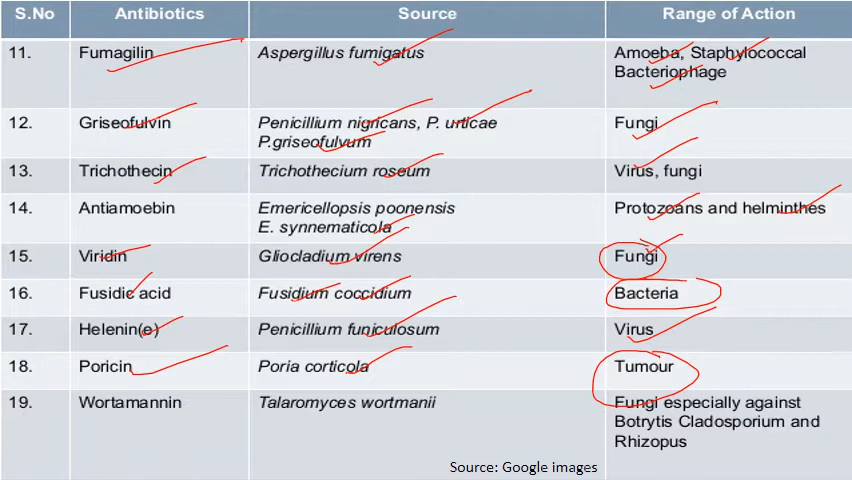 S.No Antibiotics Source Range of Action
11. Fumagilin Aspergillus fumigatus Amoeba, Staphylococcal
Bacteriophage
12. Griseofulvin Penicillium nigricans, P. urticae Fungi
P.griseofulvum
13. Trichothecin Trichothecium roseum Virus, fungi
14. Antiamoebin Emericellopsis poonensis Protozoans and helminthes
E. synnematicola
15. Viridin Gliocladium virens Fungi
16. Fusidic acid Fusidium coccidium Bacteria
17. Helenin(e) Penicillium funiculosum Virus
18. Poricin Poria corticola Tumour
19. Wortamannin Talaromyces wortmanii Fungi especially against
Botrytis Cladosporium and
Rhizopus
Source: Google images